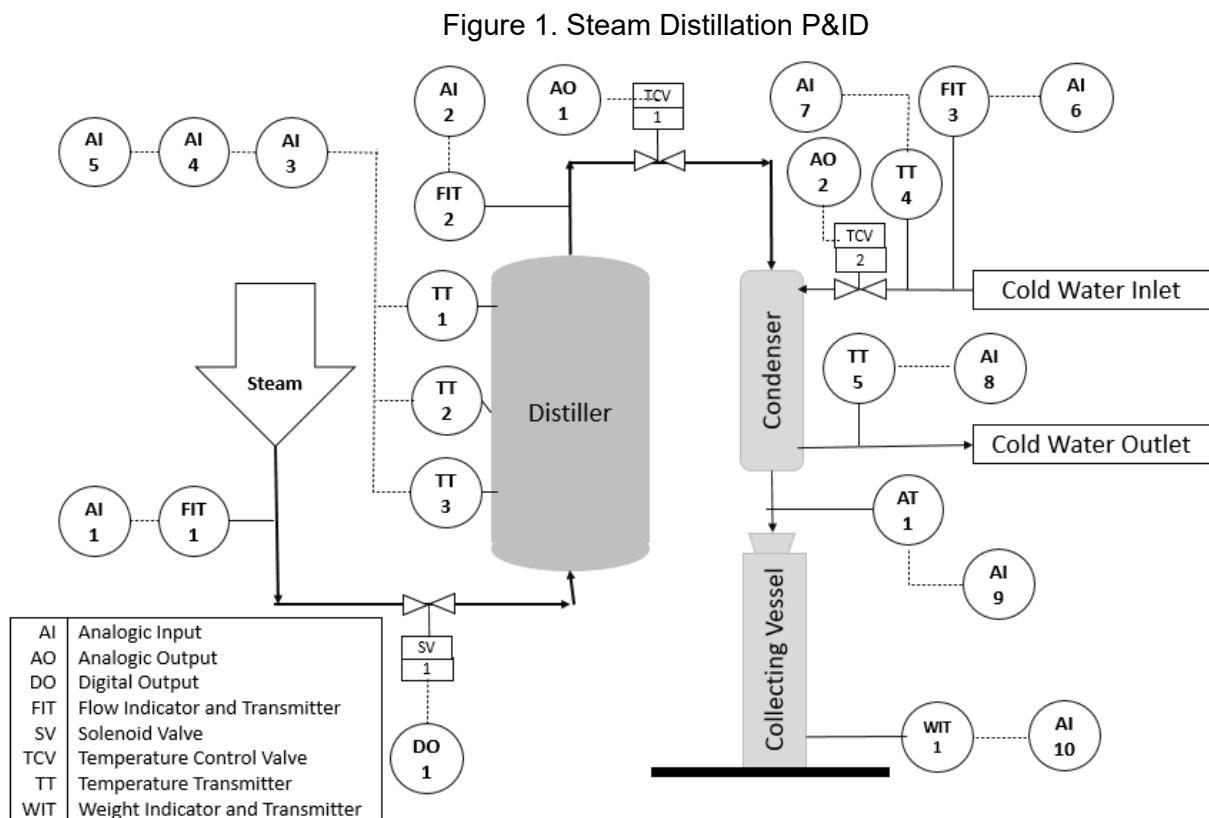 Figure 1. Steam Distillation P&ID
AI
2
AO
1
TCV
1
AI
7
FIT
3
AI
6
AI
5
AI
4
AI
3
FIT
2
AO
2
TT
4
TCV
2
Cold Water Inlet
TT
1
Steam
TT
2
Distiller
Condenser
TT
5
AI
8
Cold Water Outlet
TT
3
AI
1
FIT
1
AT
1
AI
9
SV
1
DO
1
Collecting Vessel
WIT
1
AI
10
AI Analogic Input
AO Analogic Output
DO Digital Output
FIT Flow Indicator and Transmitter
SV Solenoid Valve
TCV Temperature Control Valve
TT Temperature Transmitter
WIT Weight Indicator and Transmitter